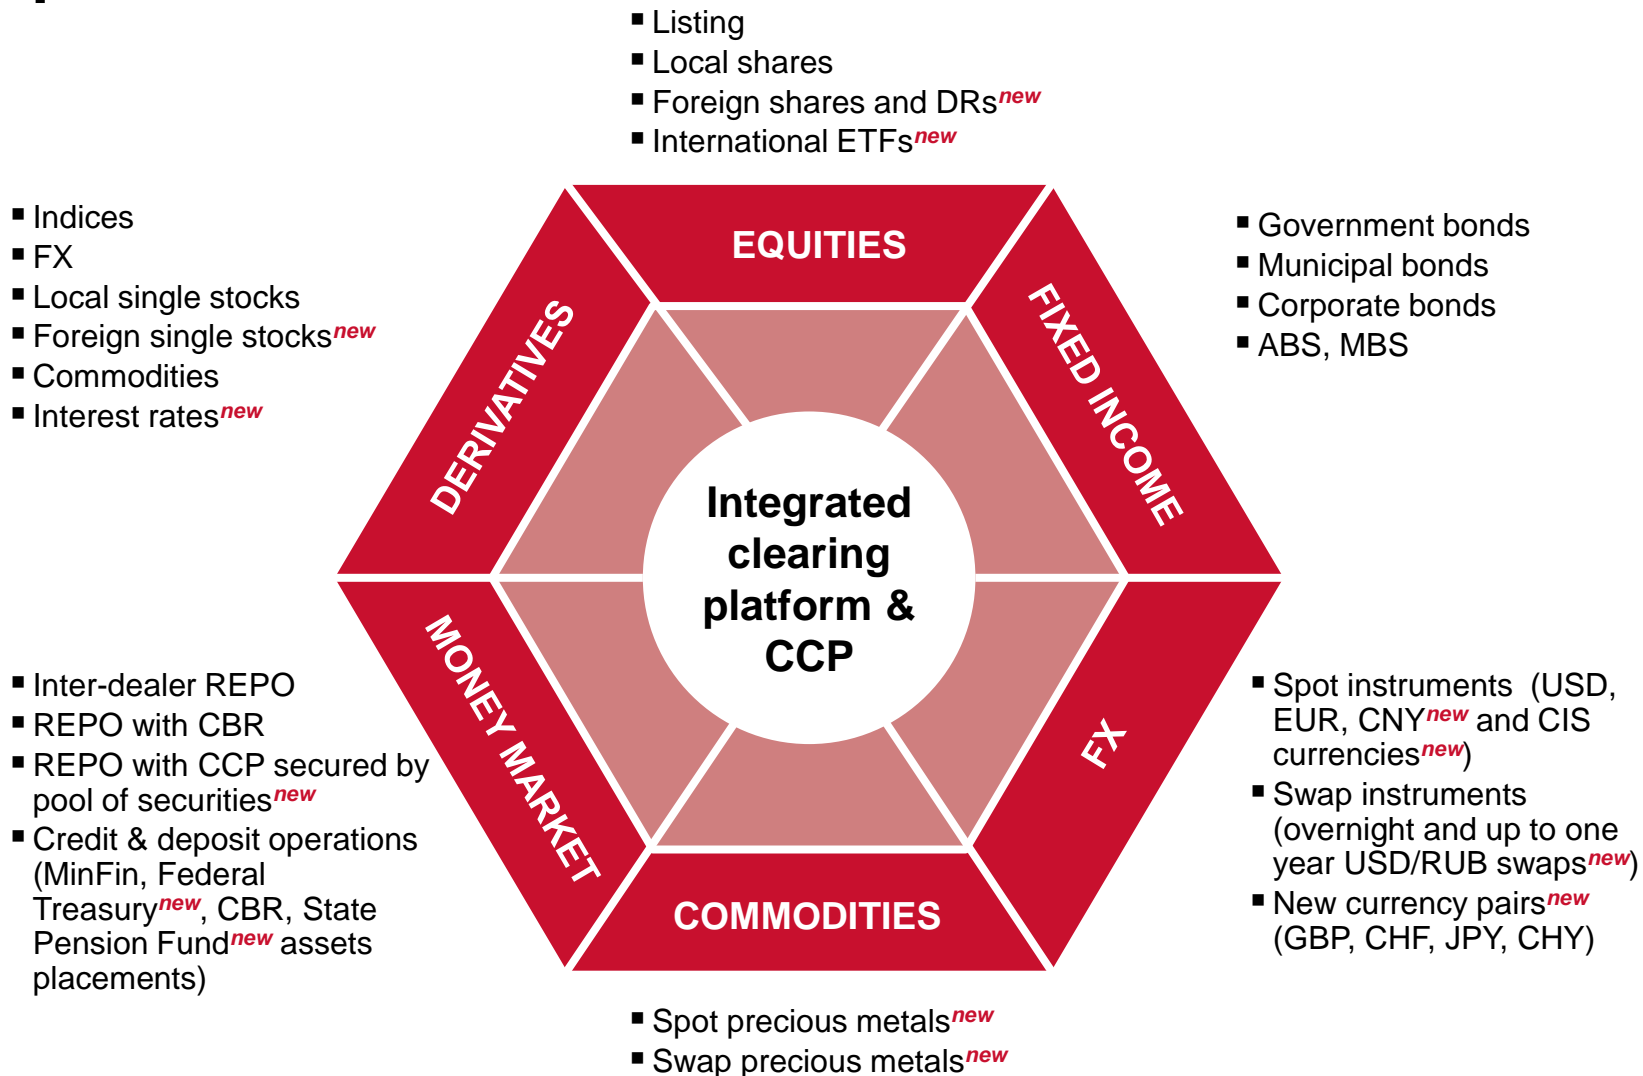 ▪ Listing
▪ Local shares
▪ Foreign shares and DRsnew
▪ International ETFsnew
▪ Indices
▪ FX
▪ Local single stocks
▪ Foreign single stocksnew
▪ Commodities
▪ Interest ratesnew
EQUITIES
▪ Government bonds
▪ Municipal bonds
▪ Corporate bonds
▪ ABS, MBS
DERIVATIVES
FIXED INCOME
Integrated
clearing
platform &
CCP
MONEY MARKET
FX
COMMODITIES
▪ Inter-dealer REPO
▪ REPO with CBR
▪ REPO with CCP secured by
pool of securitiesnew
▪ Credit & deposit operations
(MinFin, Federal
Treasurynew, CBR, State
Pension Fundnew assets
placements)
▪ Spot instruments (USD,
EUR, CNYnew and CIS
currenciesnew)
▪ Swap instruments
(overnight and up to one
year USD/RUB swapsnew)
▪ New currency pairsnew
(GBP, CHF, JPY, CHY)
▪ Spot precious metalsnew
▪ Swap precious metalsnew